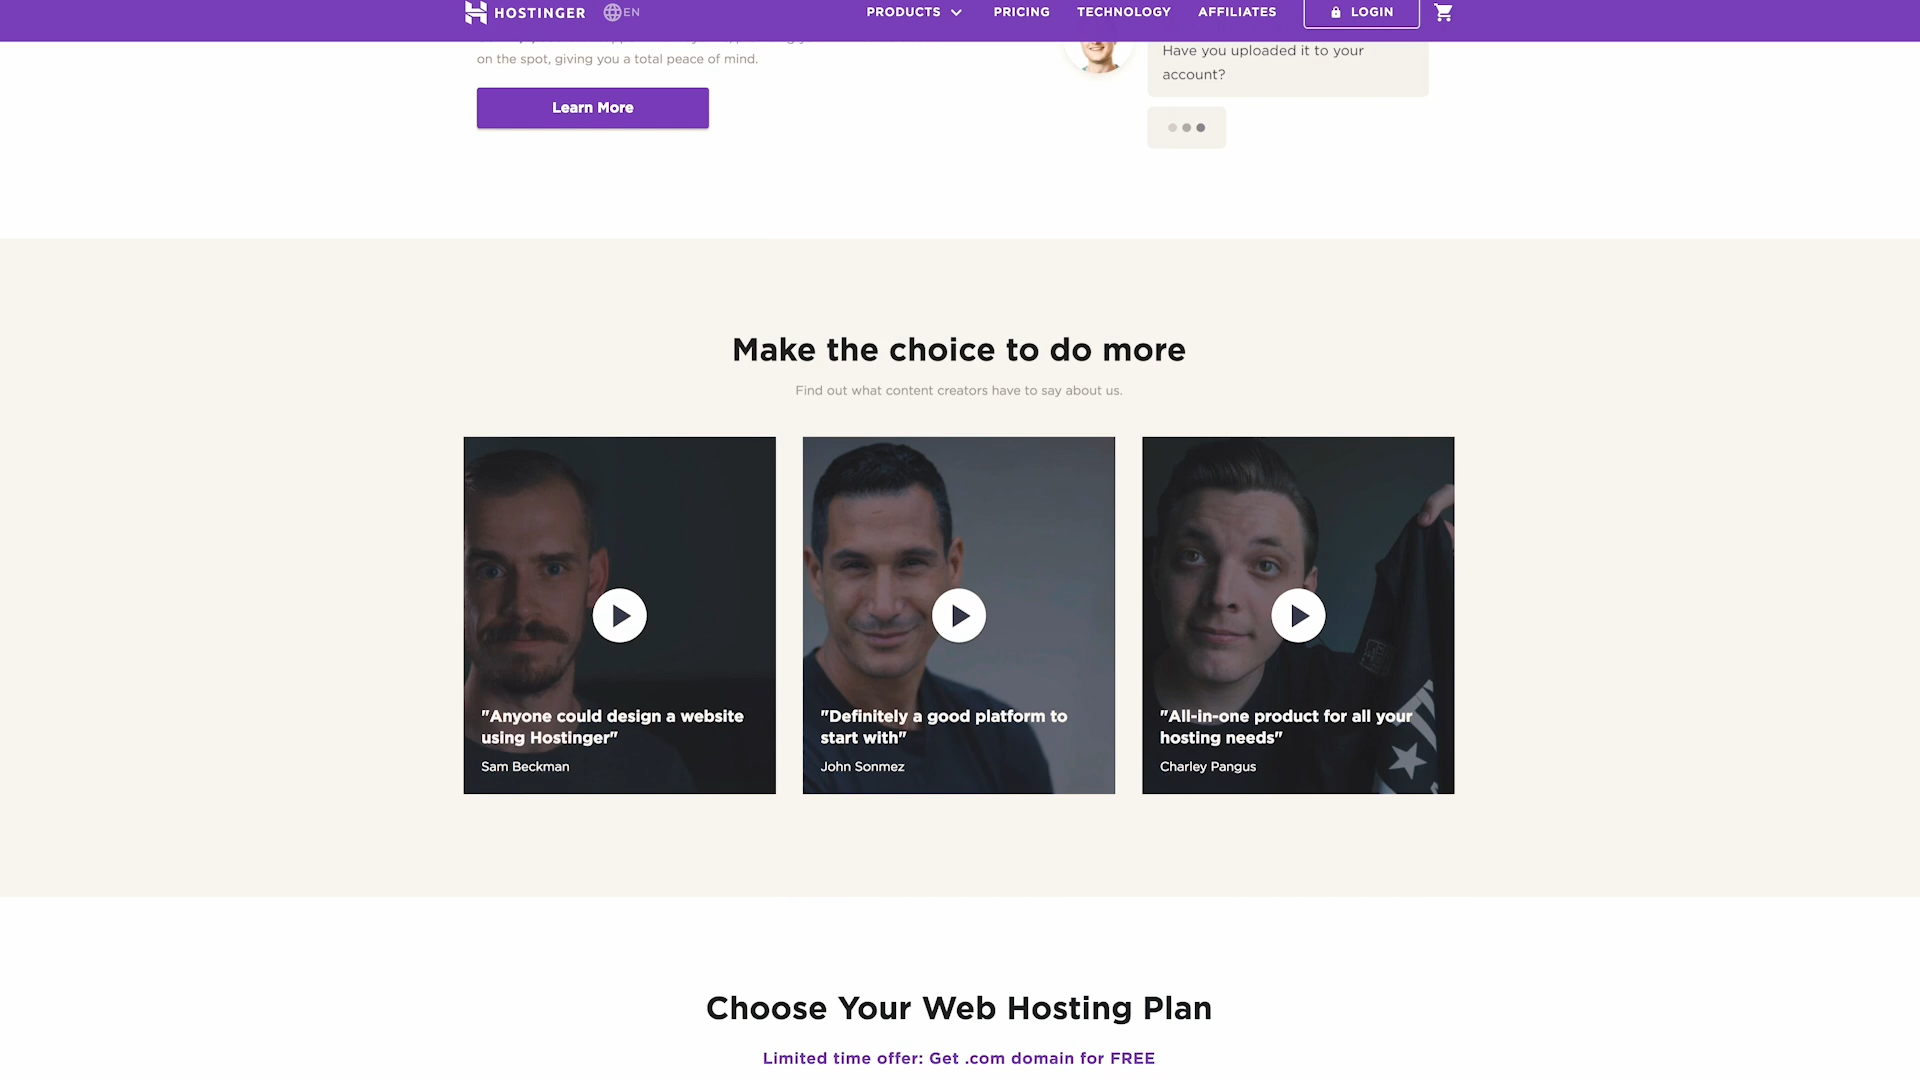 HOSTINGER EN PRODUCTS PRICING TECHNOLOGY AFFILIATES LOGIN
on the spot, giving you a total peace of mind.
Learn More
Have you uploaded it to your
account?
Make the choice to do more
Find out what content creators have to say about us.
"Anyone could design a website
using Hostinger"
Sam Beckman
"Definitely a good platform to
start with"
John Sonmez
"All-in-one product for all your
hosting needs"
Charley Pangus
Choose Your Web Hosting Plan
Limited time offer: Get .com domain for FREE